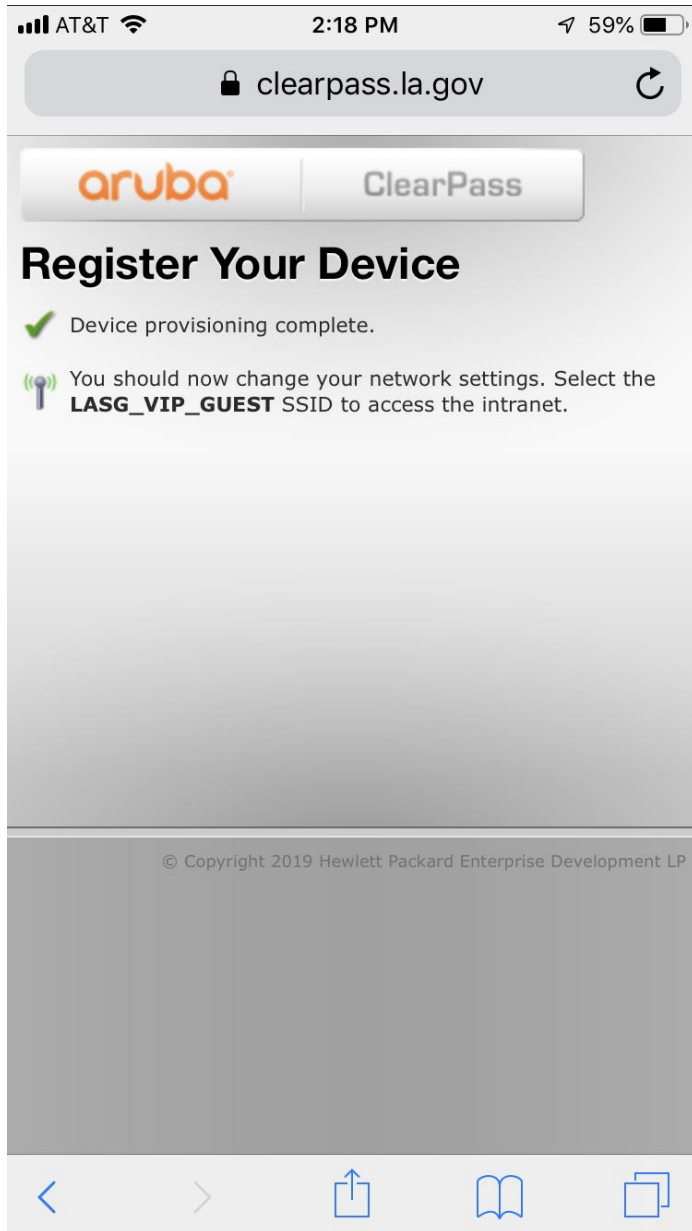 AT&T 2:18 PM 59%
clearpass.la.gov
aruba ClearPass
Register Your Device
Device provisioning complete.
You should now change your network settings. Select the
LASG_VIP_GUEST SSID to access the intranet.
© Copyright 2019 Hewlett Packard Enterprise Development LP